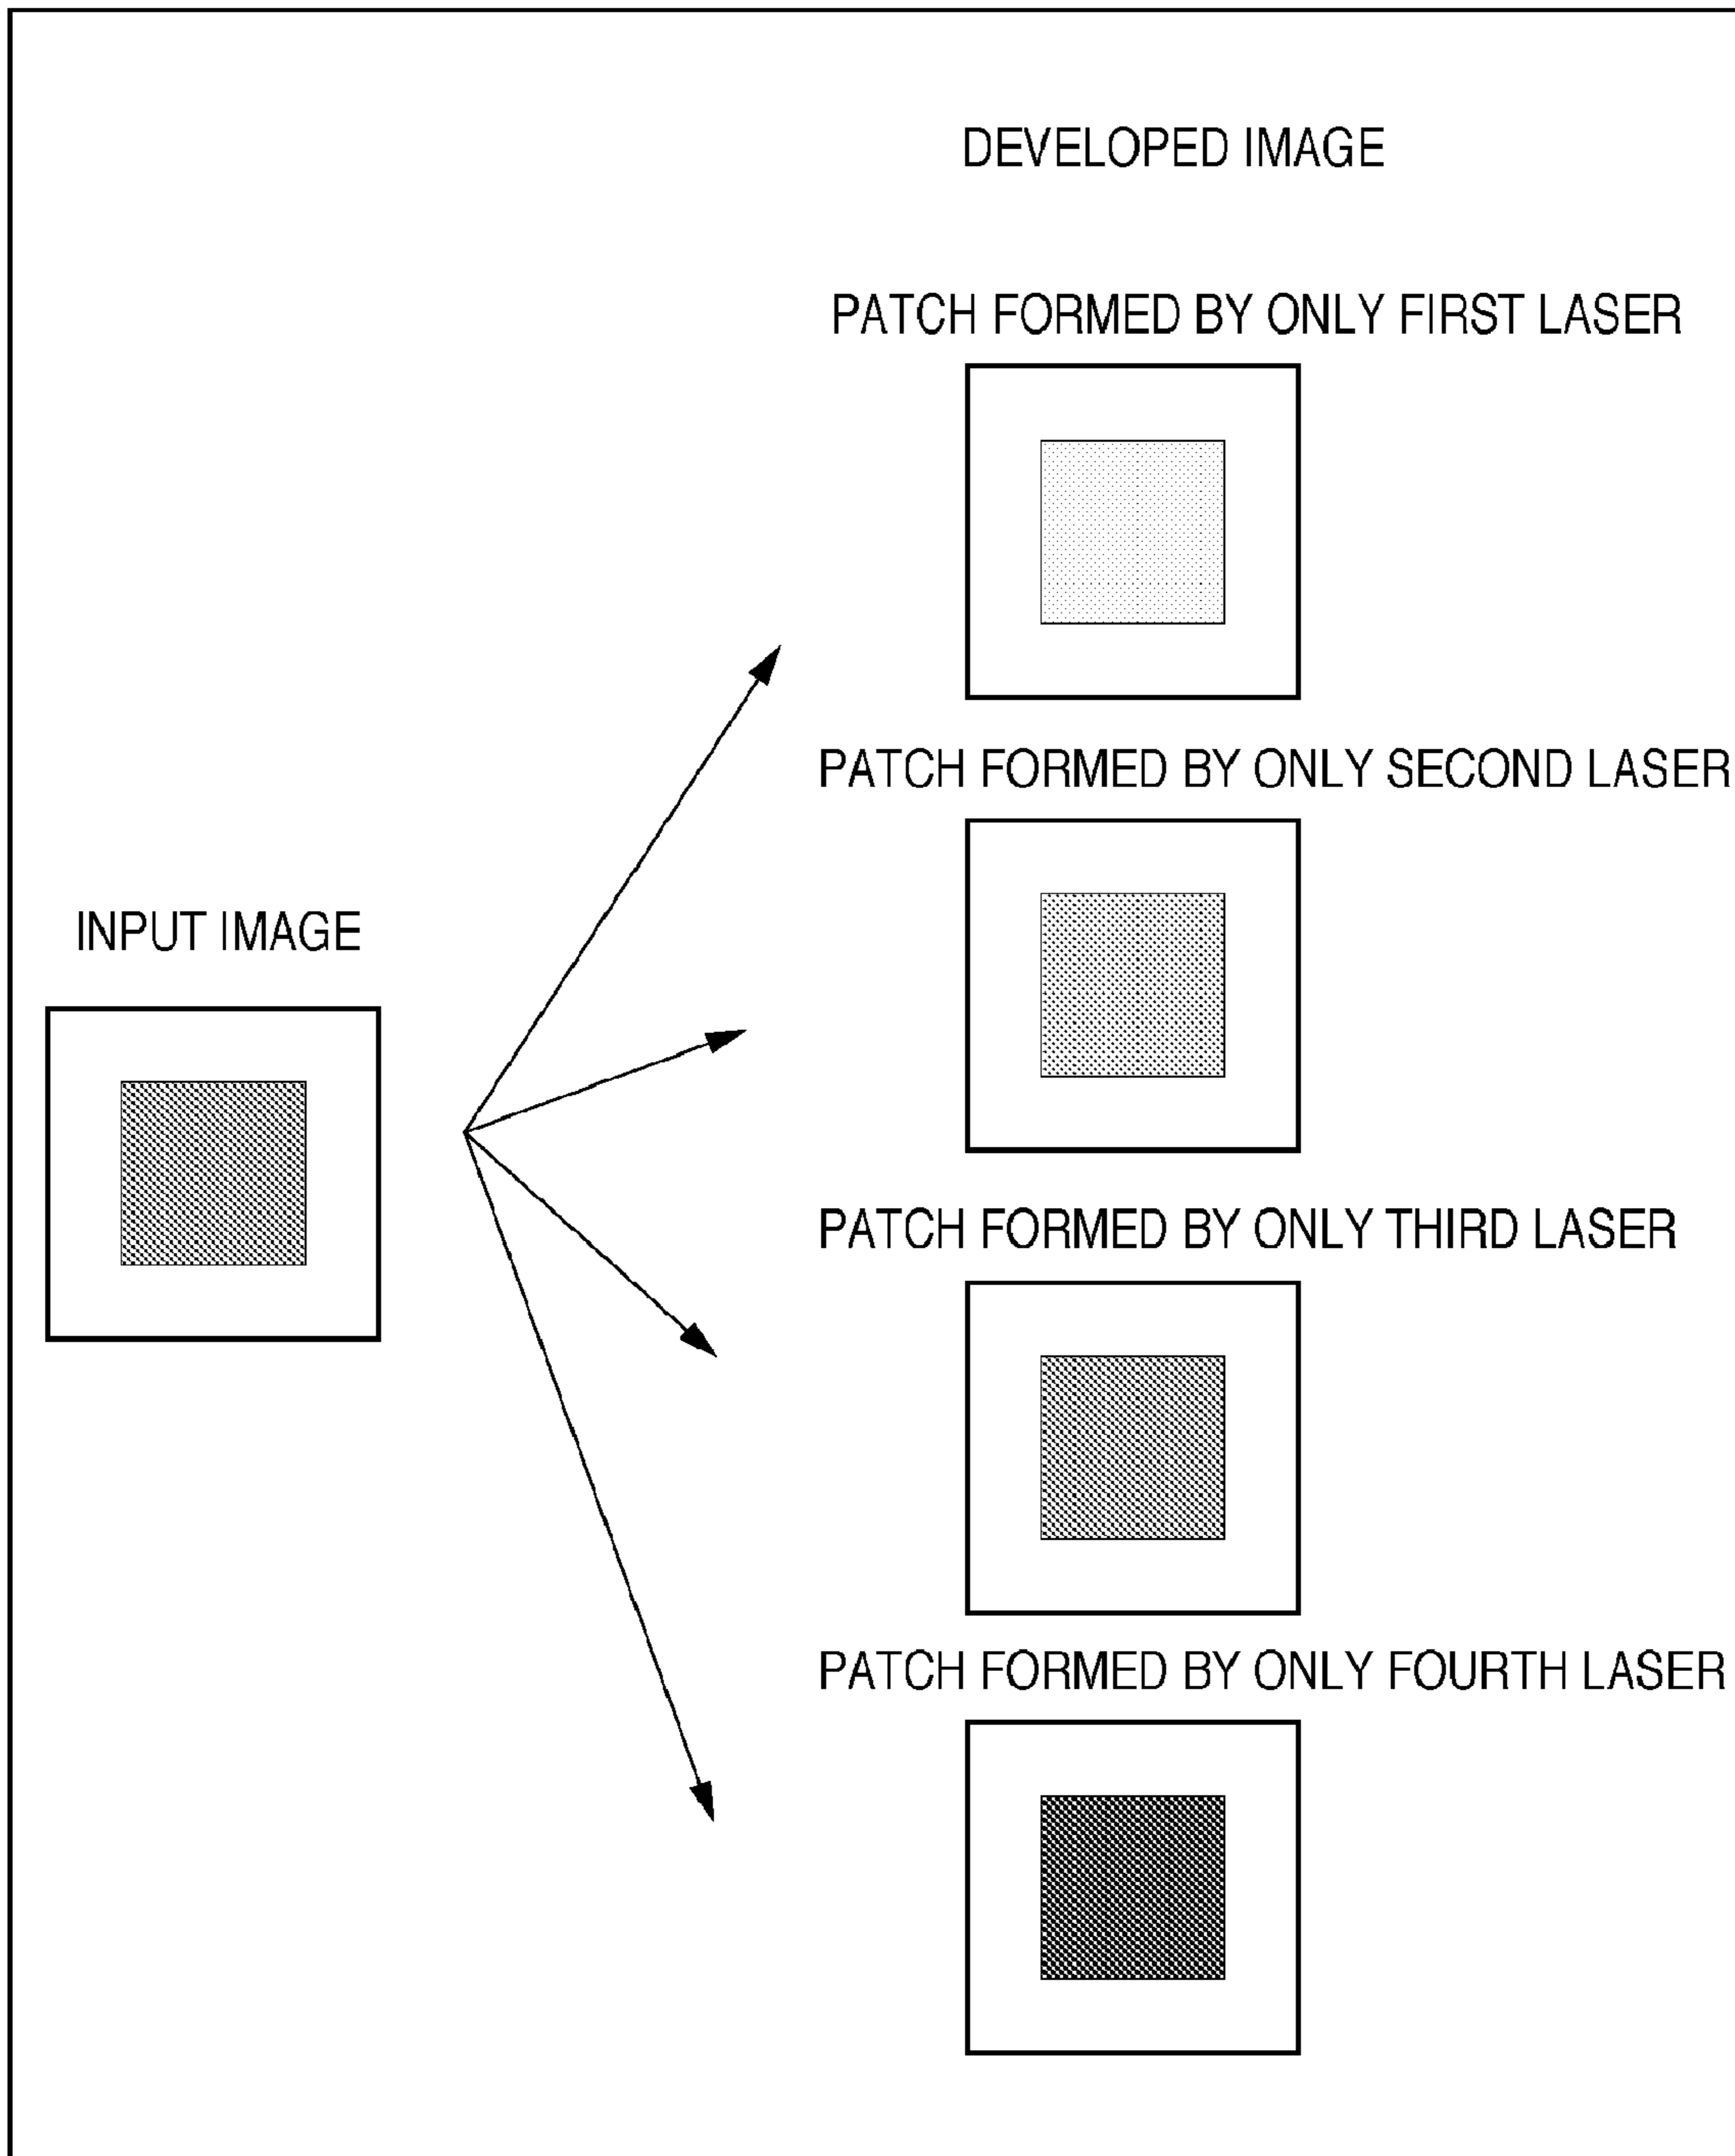 DEVELOPED IMAGE
PATCH FORMED BY ONLY FIRST LASER
PATCH FORMED BY ONLY SECOND LASER
INPUT IMAGE
PATCH FORMED BY ONLY THIRD LASER
PATCH FORMED BY ONLY FOURTH LASER